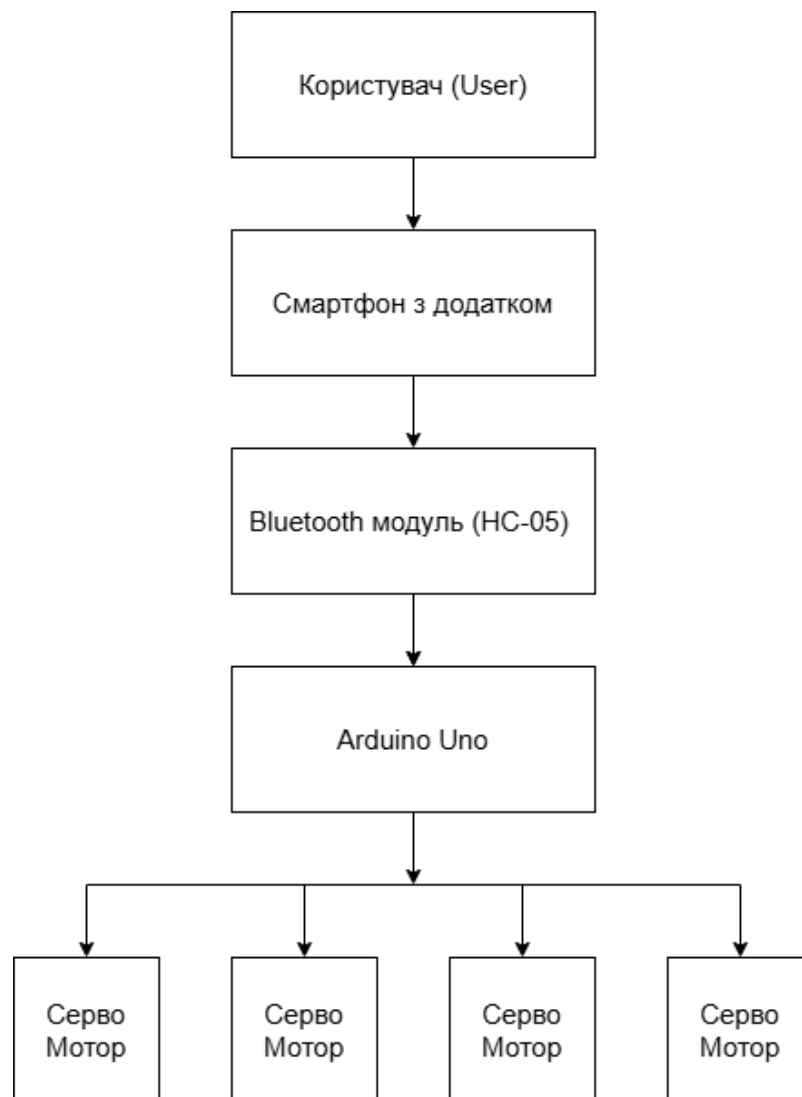 Користувач (User)
Смартфон з додатком
Bluetooth модуль (HC-05)
Arduino Uno
Серво
Мотор
Серво
Мотор
Серво
Мотор
Серво
Мотор